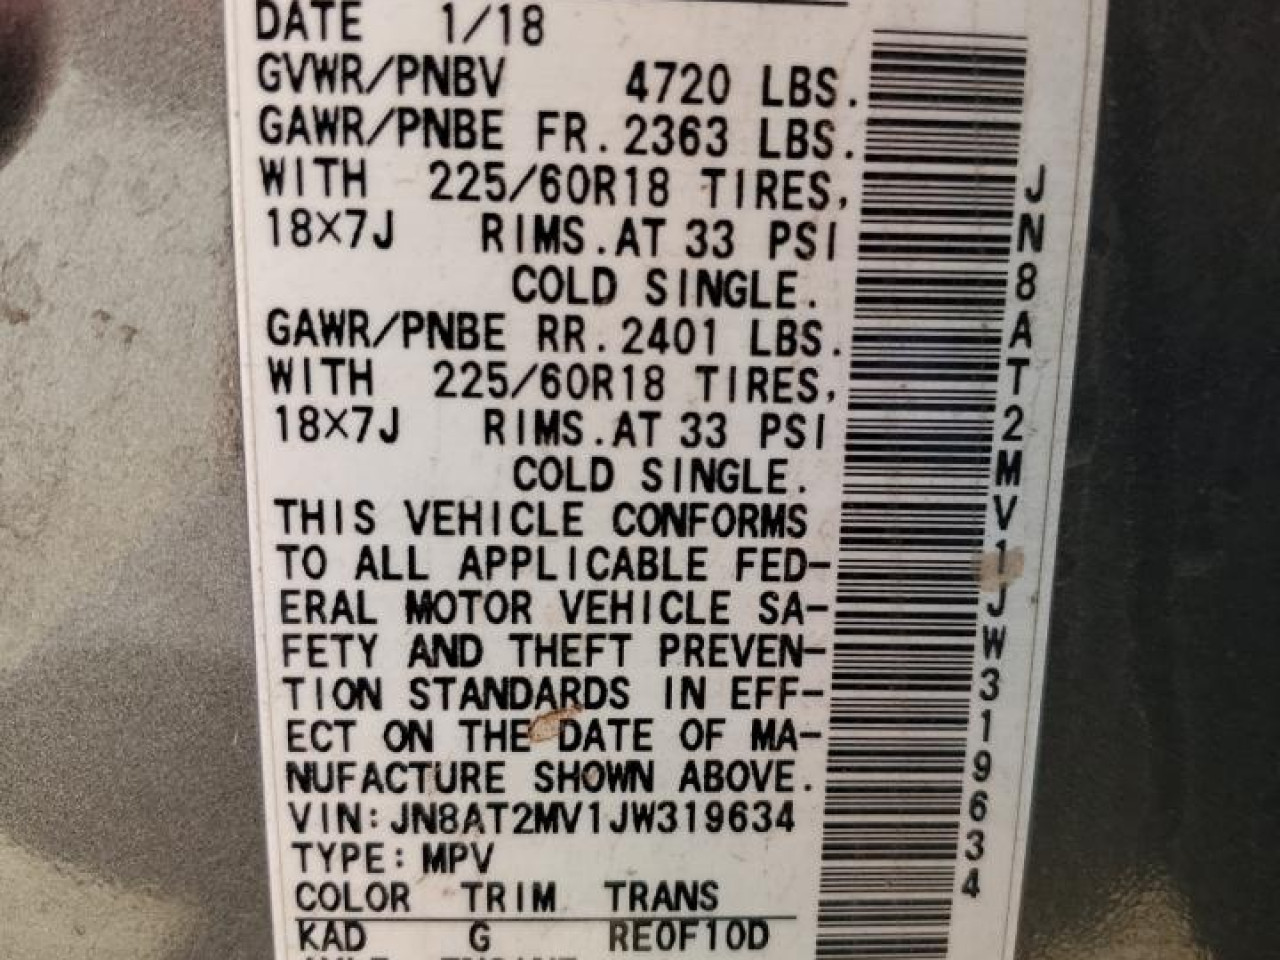 DATE 1/18
GVWR/PNBV 4720 LBS.
GAWR/PNBE FR. 2363 LBS.
WITH 225/60R18 TIRES,
18×7J RIMS. AT 33 PSI
COLD SINGLE.
GAWR/PNBE RR. 2401 LBS.
WITH 225/60R18 TIRES,
18×7J RIMS. AT 33 PSI
COLD SINGLE.
THIS VEHICLE CONFORMS
TO ALL APPLICABLE FED-
ERAL MOTOR VEHICLE SA-
FETY AND THEFT PREVEN-
TION STANDARDS IN EFF-
ECT ON THE DATE OF MA-
NUFACTURE SHOWN ABOVE.
VIN: JN8AT2MV1JW319634
TYPE: MPV
COLOR TRIM TRANS
KAD G RE0F10D
JN8AT2MV1JW319634